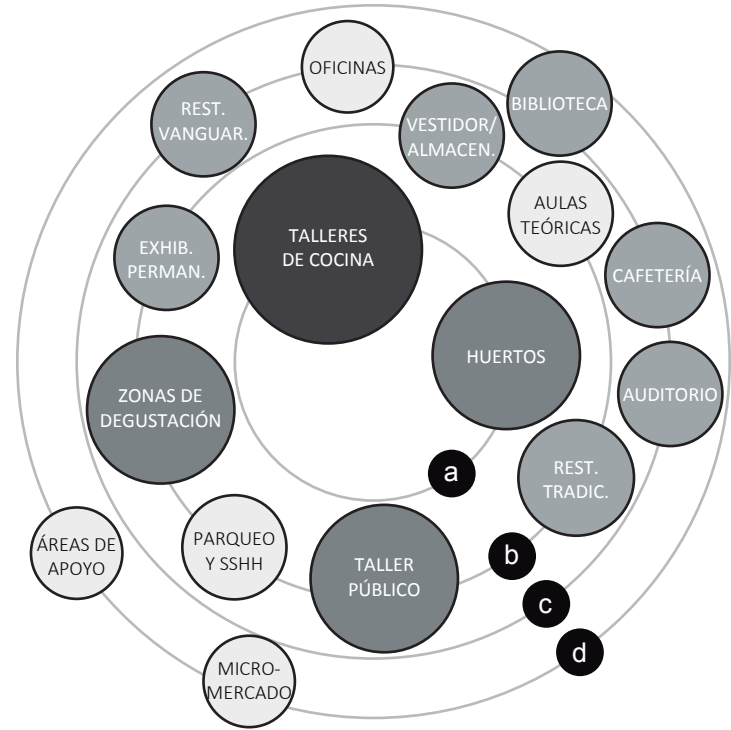 OFICINAS
REST.
VANGUAR.
VESTIDOR/
ALMACEN.
BIBLIOTECA
AULAS
TEÓRICAS
TALLERES
DE COCINA
EXHIB.
PERMAN.
CAFETERÍA
HUERTOS
ZONAS DE
DEGUSTACIÓN
AUDITORIO
a
REST.
TRADIC.
ÁREAS DE
APOYO
PARQUEO
Y SSHH
TALLER
PÚBLICO
b
c
d
MICRO-
MERCADO